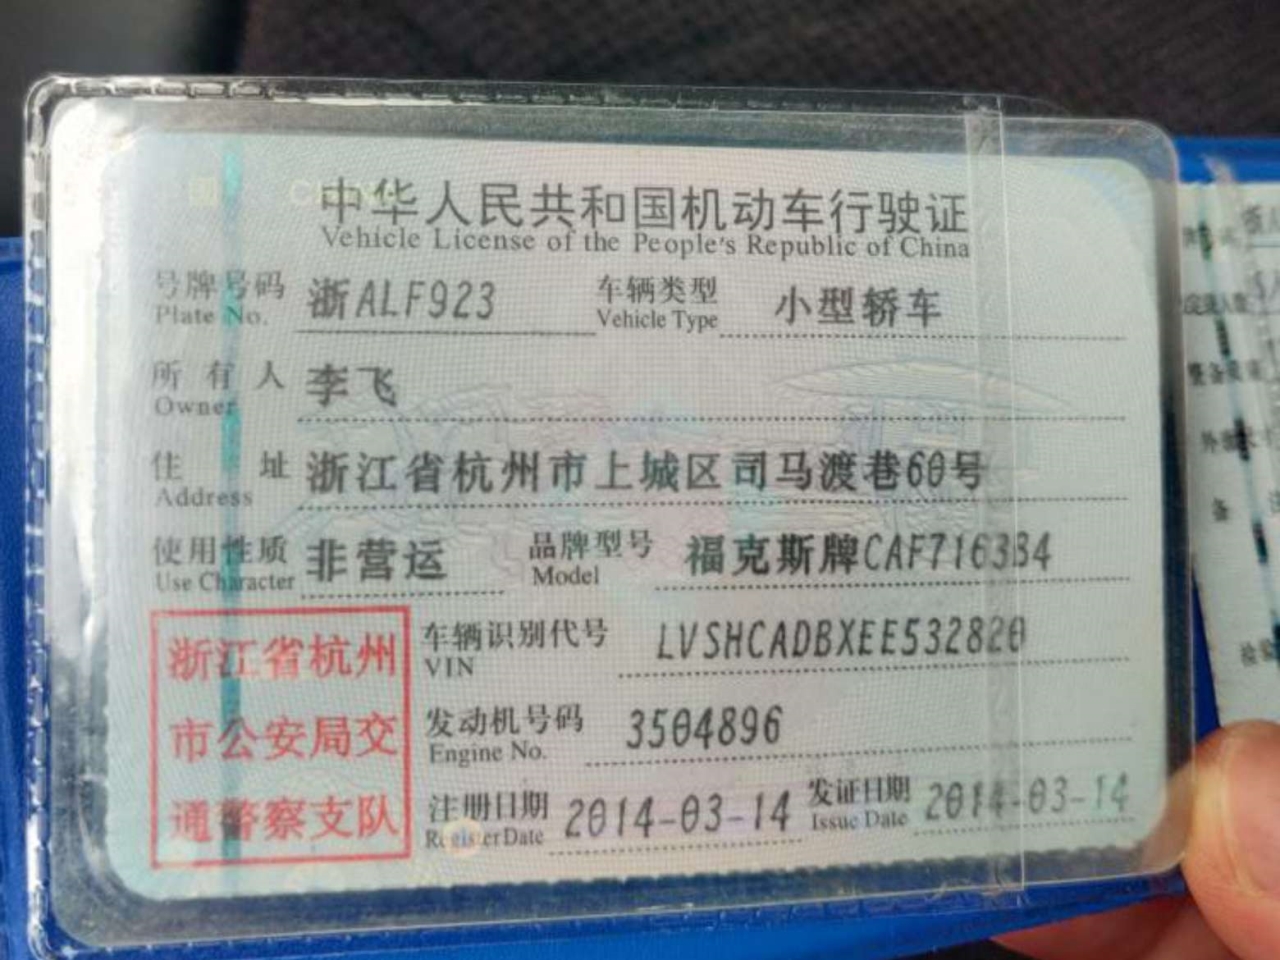 中华人民共和国机动车行驶证
Vehicle License of the People's Republic of China
号牌号码 浙ALF923 车辆类型 小型轿车
Plate No. Vehicle Type
所有人 李飞
Owner
住址 浙江省杭州市上城区司马渡巷60号
Address
使用性质 非营运 品牌型号 福克斯牌CAF7163B4
Use Character Model
浙江省杭州
市公安局交
通警察支队
车辆识别代号 LVSHCADBXEE532820
VIN
发动机号码 3504896
Engine No.
注册日期 2014-03-14 发证日期 2014-03-14
Register Date Issue Date